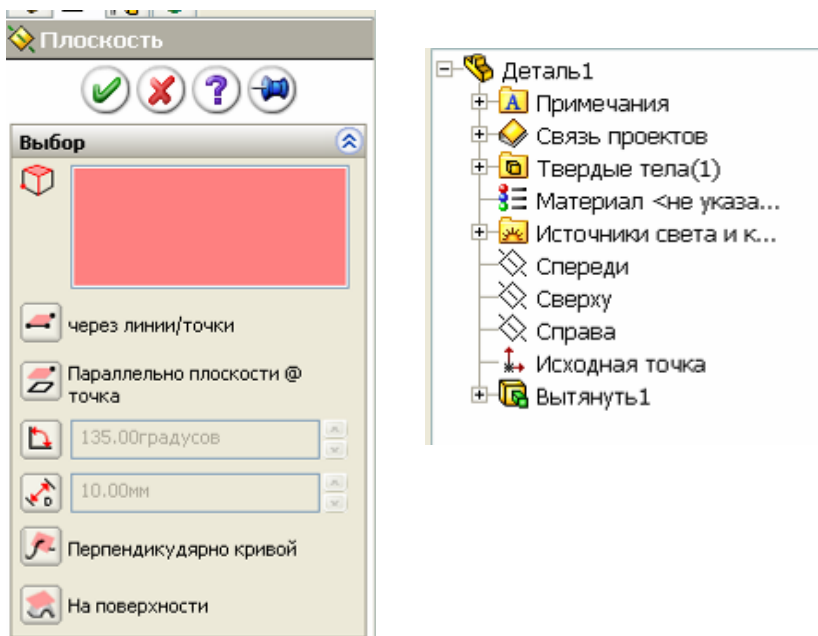 Плоскость
Выбор
через линии/точки
Параллельно плоскости @
точка
135.00градусов
10.00мм
Перпендикудярно кривой
На поверхности
Деталь1
Примечания
Связь проектов
Твердые тела(1)
Материал <не указа...
Источники света и к...
Спереди
Сверху
Справа
Исходная точка
Вытянуть1